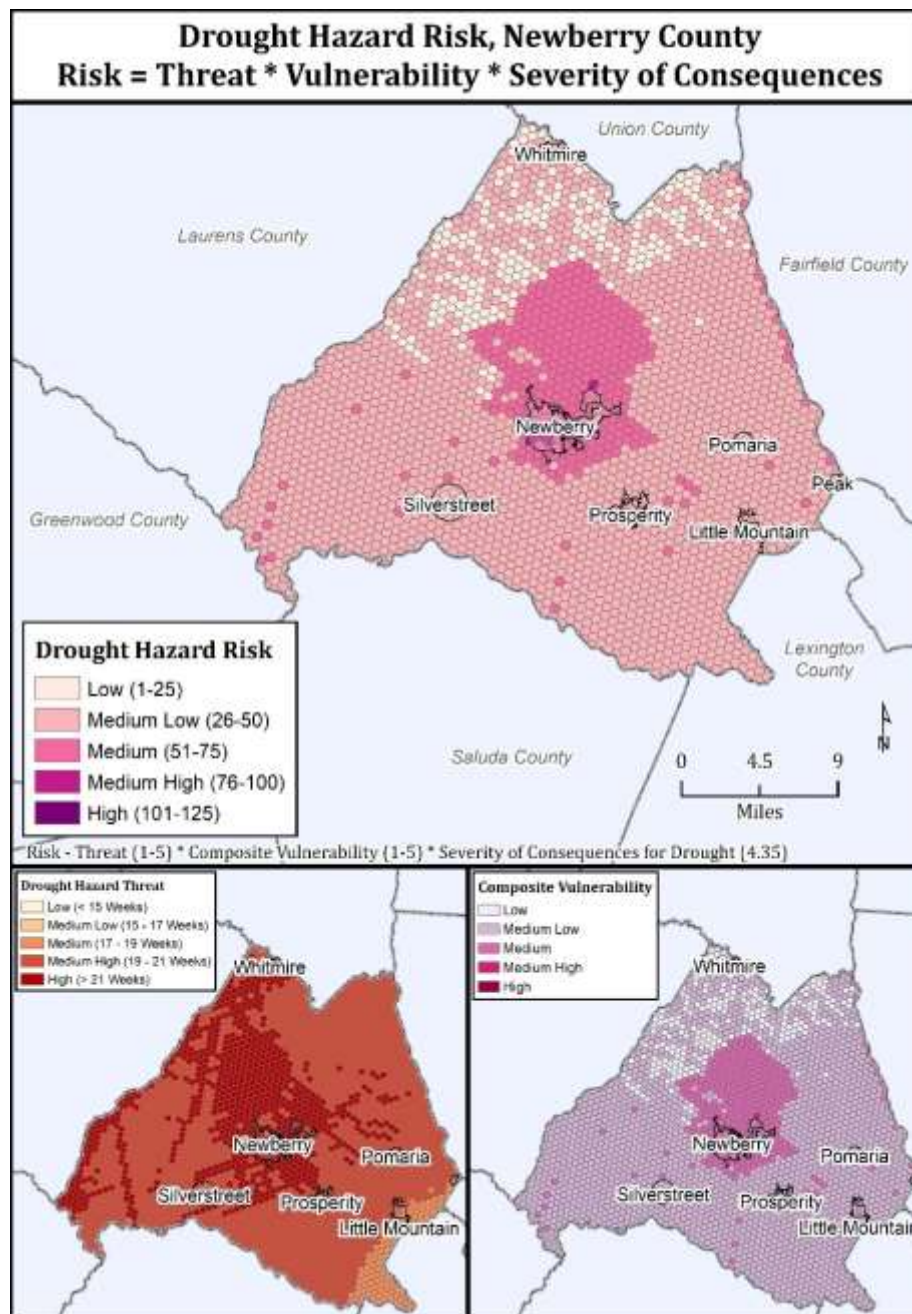 Drought Hazard Risk, Newberry County
Risk = Threat * Vulnerability * Severity of Consequences
Union County
Whitmire
Laurens County
Fairfield County
Newberry
Pomaria
Peak
Silverstreet
Prosperity
Greenwood County
Little Mountain
Lexington
County
Saluda County
Drought Hazard Risk
Low (1-25)
Medium Low (26-50)
Medium (51-75)
Medium High (76-100)
High (101-125)
N
0 4.5 9
Miles
Risk - Threat (1-5) * Composite Vulnerability (1-5) * Severity of Consequences for Drought [4.35)
Drought Hazard Threat
Low (< 15 Weeks)
Medium Low (15 - 17 Weeks)
Medium (17 - 19 Weeks)
Medium High (19 - 21 Weeks)
High (> 21 Weeks)
Whitmire
Newberry
Pomaria
Silverstreet
Prosperity
Little Mountain
Composite Vulnerability
Low
Medium Low
Medium
Medium High
High
Whitmire
Newberry
Pomaria
Silverstreet
Prosperity
Little Mountain